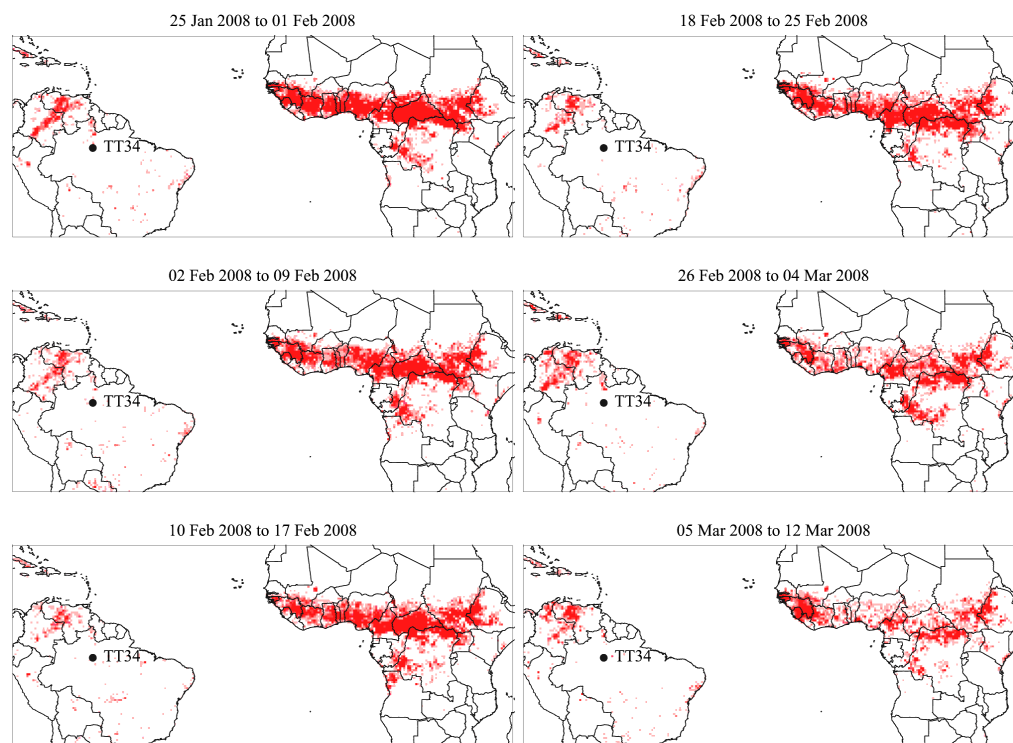 25 Jan 2008 to 01 Feb 2008
18 Feb 2008 to 25 Feb 2008
TT34
TT34
02 Feb 2008 to 09 Feb 2008
26 Feb 2008 to 04 Mar 2008
TT34
TT34
10 Feb 2008 to 17 Feb 2008
05 Mar 2008 to 12 Mar 2008
TT34
TT34